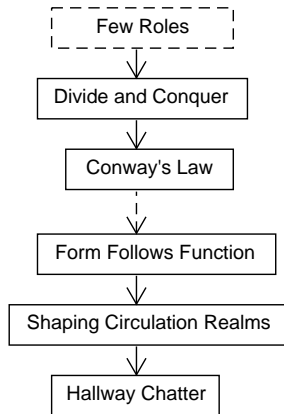 Few Roles
Divide and Conquer
Conway's Law
Form Follows Function
Shaping Circulation Realms
Hallway Chatter